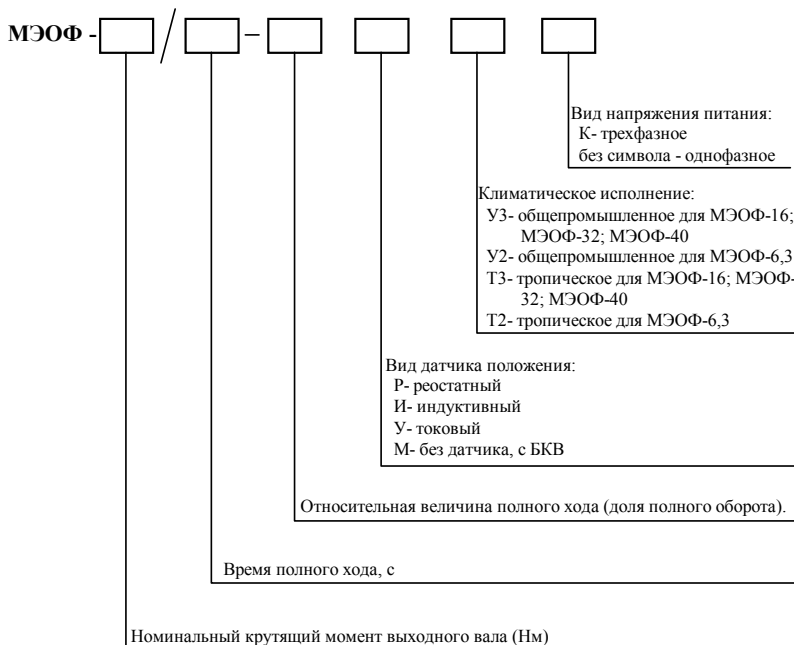 МЭОФ - / –
Вид напряжения питания:
К- трехфазное
без символа - однофазное
Климатическое исполнение:
У3- общепромышленное для МЭОФ-16;
МЭОФ-32; МЭОФ-40
У2- общепромышленное для МЭОФ-6,3
Т3- тропическое для МЭОФ-16; МЭОФ-
32; МЭОФ-40
Т2- тропическое для МЭОФ-6,3
Вид датчика положения:
Р- реостатный
И- индуктивный
У- токовый
М- без датчика, с БКВ
Относительная величина полного хода (доля полного оборота).
Время полного хода, с
Номинальный крутящий момент выходного вала (Нм)